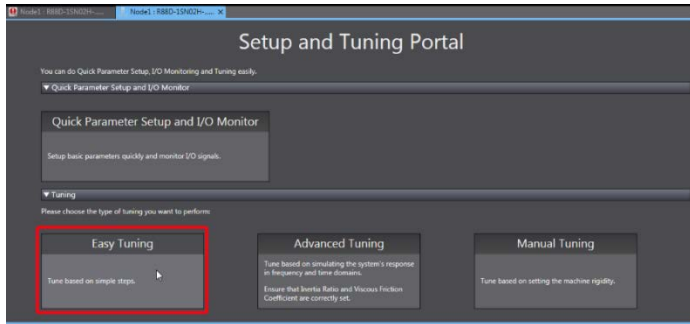 Node1 : R88D-1SN02H-.... Node1 : R88D-1SN02H-.... X
Setup and Tuning Portal
You can do Quick Parameter Setup, I/O Monitoring and Tuning easily.
▼ Quick Parameter Setup and I/O Monitor
Quick Parameter Setup and I/O Monitor
Setup basic parameters quickly and monitor I/O signals.
▼ Tuning
Please choose the type of tuning you want to perform:
Easy Tuning
Tune based on simple steps.
Advanced Tuning
Tune based on simulating the system's response
in frequency and time domains.
Ensure that Inertia Ratio and Viscous Friction
Coefficient are correctly set.
Manual Tuning
Tune based on setting the machine rigidity.